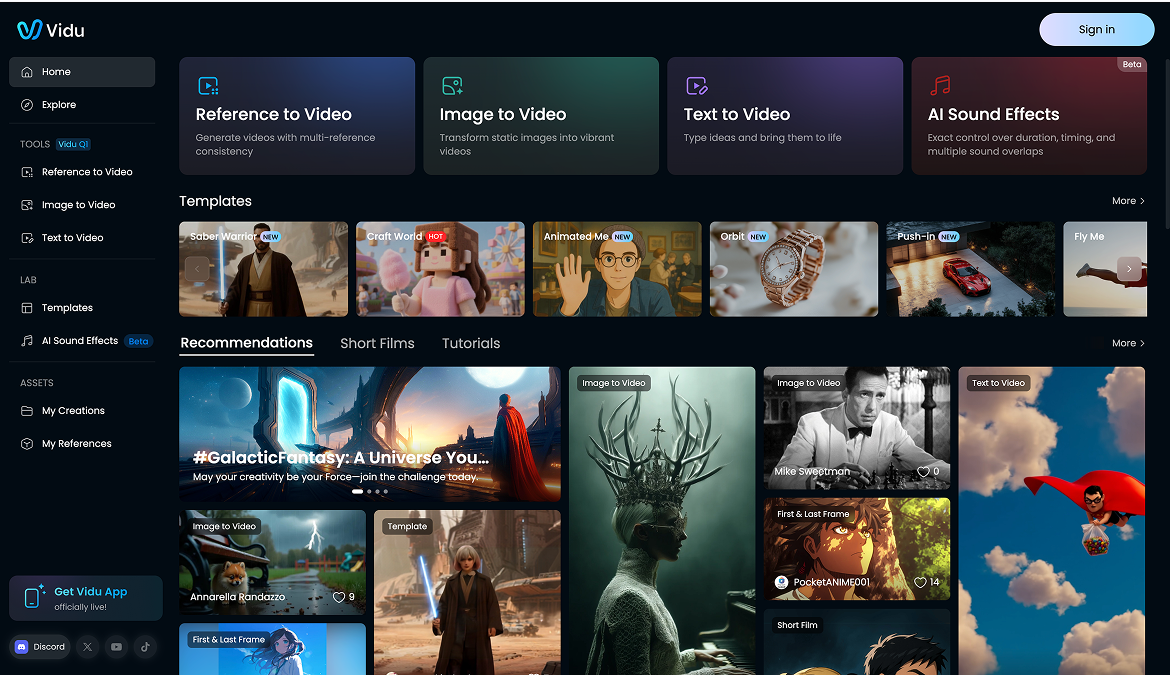 Vidu
Sign in
Home
Explore
TOOLS Vidu Q1
Reference to Video
Image to Video
Text to Video
LAB
Templates
AI Sound Effects Beta
ASSETS
My Creations
My References
Get Vidu App
officially live!
Discord
Reference to Video
Generate videos with multi-reference
consistency
Image to Video
Transform static images into vibrant
videos
Text to Video
Type ideas and bring them to life
Beta
AI Sound Effects
Exact control over duration, timing, and
multiple sound overlaps
Templates
More
Saber Warrior NEW
Craft World HOT
Animated Me NEW
Orbit NEW
Push-in NEW
Fly Me
Recommendations
Short Films
Tutorials
More
#GalacticFantasy: A Universe You...
May your creativity be your Force—join the challenge today.
Image to Video
Annarella Randazzo
9
First & Last Frame
Template
Image to Video
Image to Video
Mike Sweetman
0
First & Last Frame
PocketANIME001
14
Short Film
Text to Video